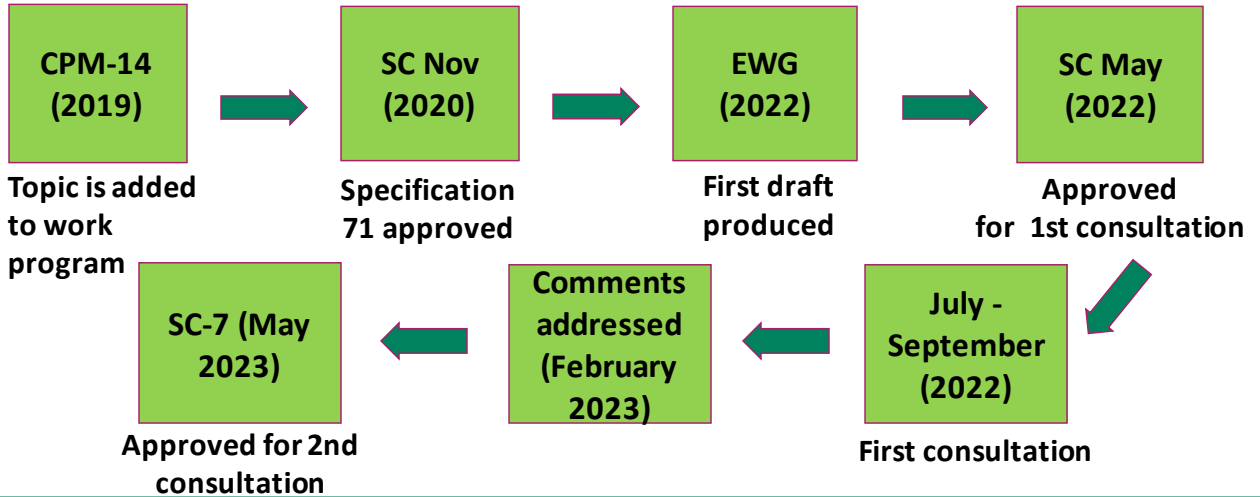 CPM-14
(2019)
Topic is added
to work
program
SC Nov
(2020)
Specification
71 approved
EWG
(2022)
First draft
produced
SC May
(2022)
Approved
for 1st consultation
July -
September
(2022)
First consultation
Comments
addressed
(February
2023)
SC-7 (May
2023)
Approved for 2nd
consultation